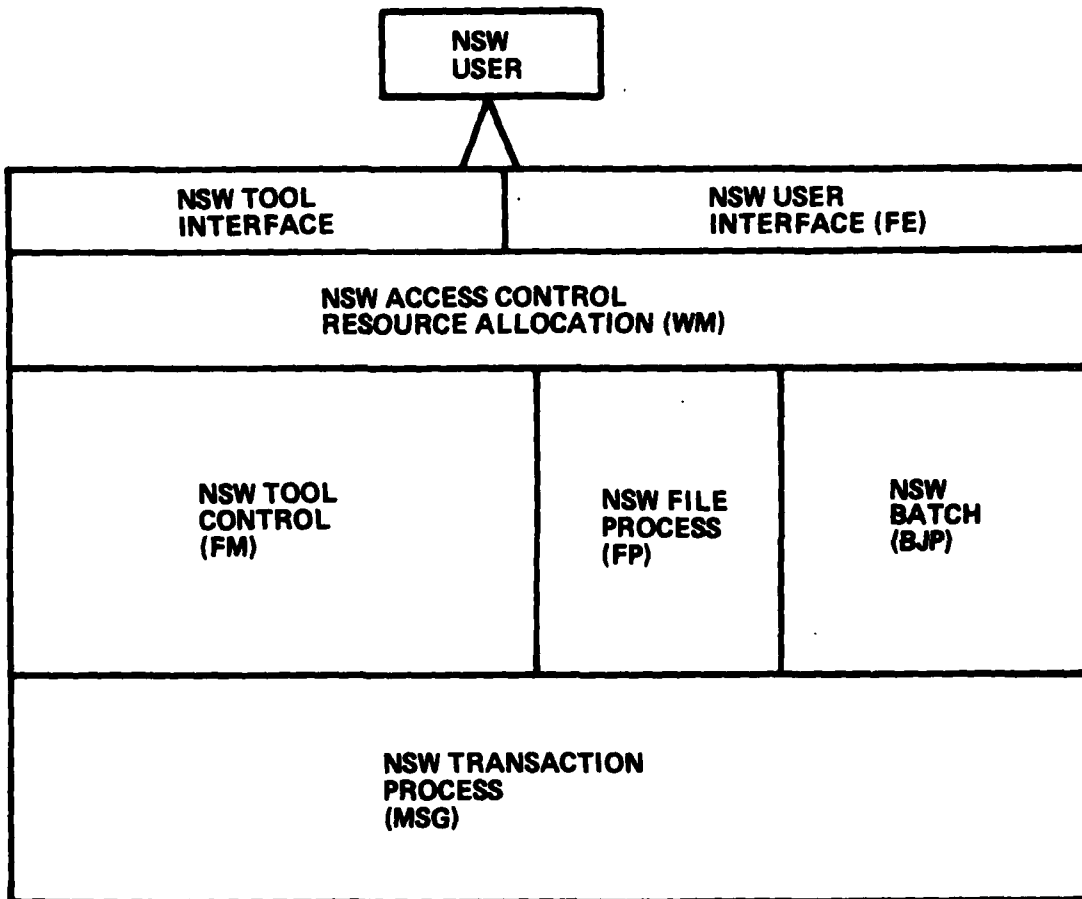 NSW
USER
NSW TOOL
INTERFACE
NSW USER
INTERFACE (FE)
NSW ACCESS CONTROL
RESOURCE ALLOCATION (WM)
NSW TOOL
CONTROL
(FM)
NSW FILE
PROCESS
(FP)
NSW
BATCH
(BJP)
NSW TRANSACTION
PROCESS
(MSG)